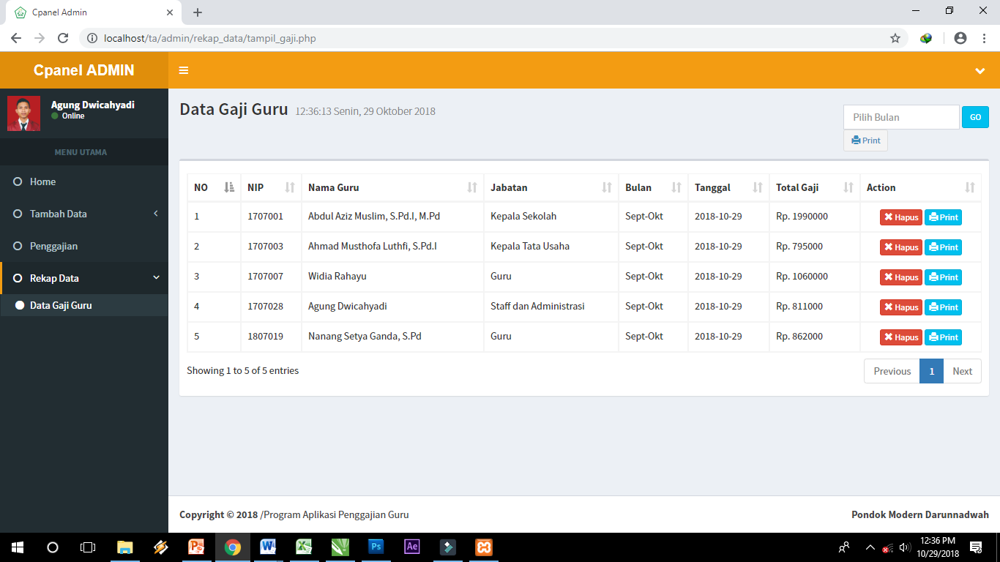 Cpanel Admin
localhost/ta/admin/rekap_data/tampil_gaji.php
Cpanel ADMIN
Agung Dwicahyadi
Online
MENU UTAMA
Home
Tambah Data
Penggajian
Rekap Data
Data Gaji Guru
Data Gaji Guru 12:36:13 Senin, 29 Oktober 2018
Pilih Bulan GO
Print
NO NIP Nama Guru Jabatan Bulan Tanggal Total Gaji Action
1 1707001 Abdul Aziz Muslim, S.Pd.I, M.Pd Kepala Sekolah Sept-Okt 2018-10-29 Rp. 1990000 Hapus Print
2 1707003 Ahmad Musthofa Luthfi, S.Pd.I Kepala Tata Usaha Sept-Okt 2018-10-29 Rp. 795000 Hapus Print
3 1707007 Widia Rahayu Guru Sept-Okt 2018-10-29 Rp. 1060000 Hapus Print
4 1707028 Agung Dwicahyadi Staff dan Administrasi Sept-Okt 2018-10-29 Rp. 811000 Hapus Print
5 1807019 Nanang Setya Ganda, S.Pd Guru Sept-Okt 2018-10-29 Rp. 862000 Hapus Print
Showing 1 to 5 of 5 entries Previous 1 Next
Copyright © 2018 /Program Aplikasi Penggajian Guru Pondok Modern Darunnadwah
Ps Ae
12:36 PM
10/29/2018